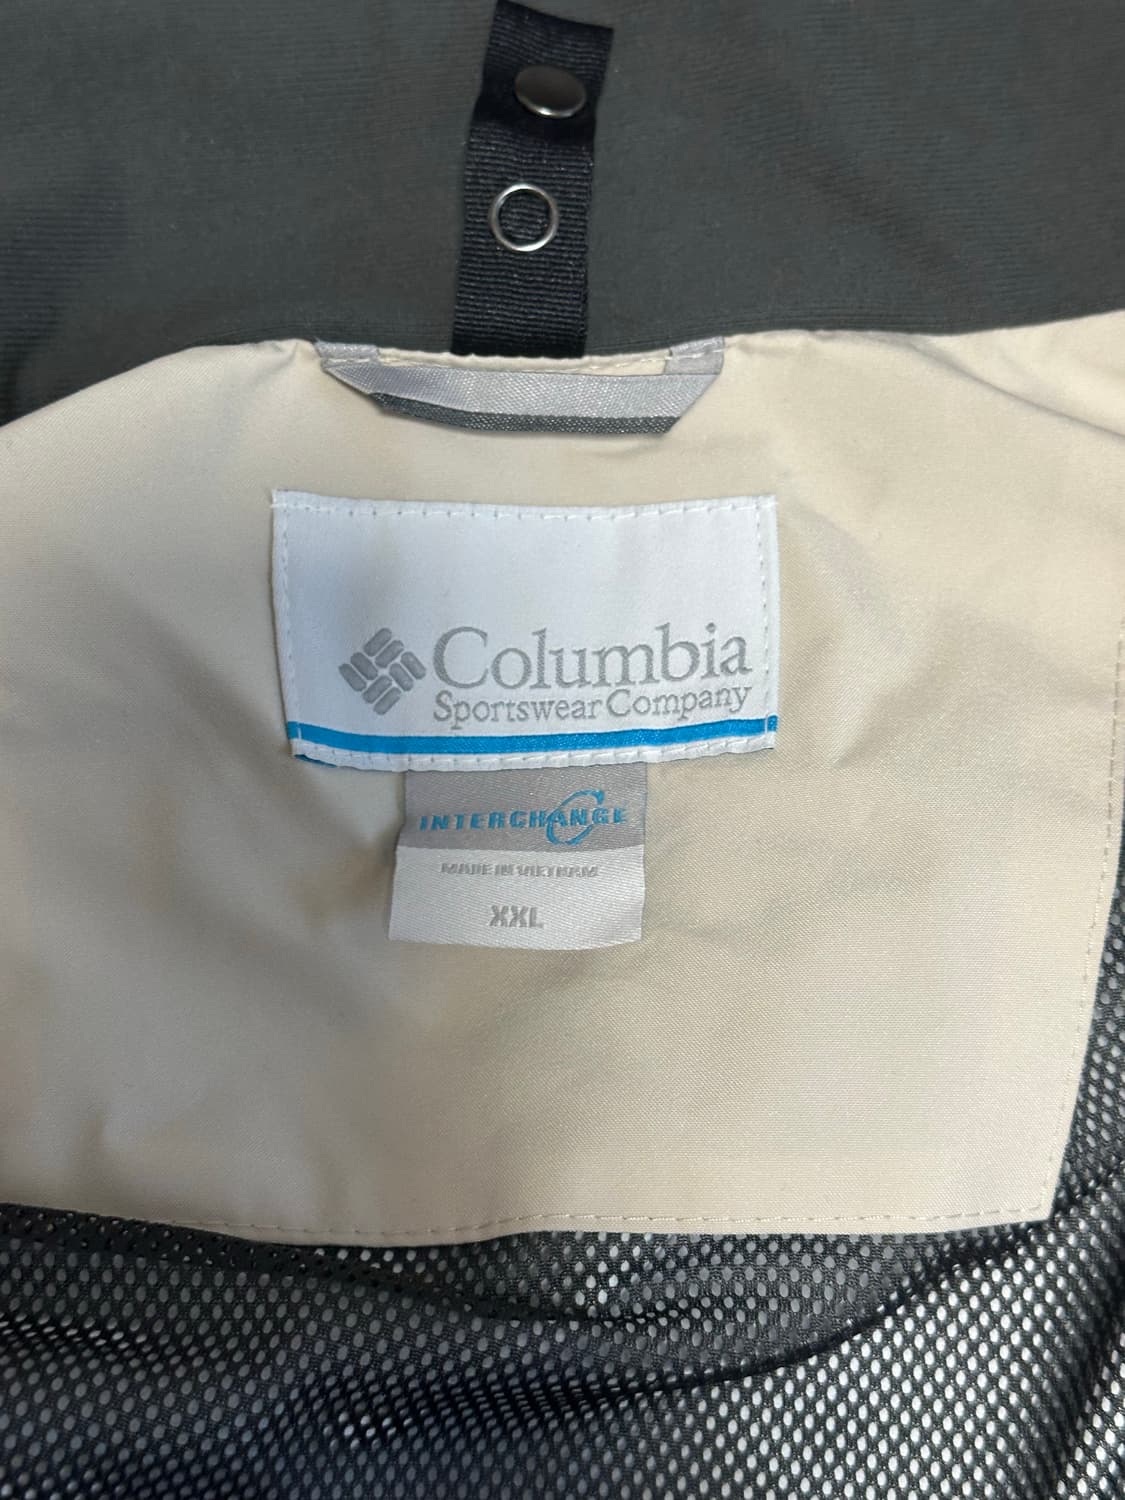 Columbia
Sportswear Company
INTERCHANGE
MADE IN VIETNAM
XXL